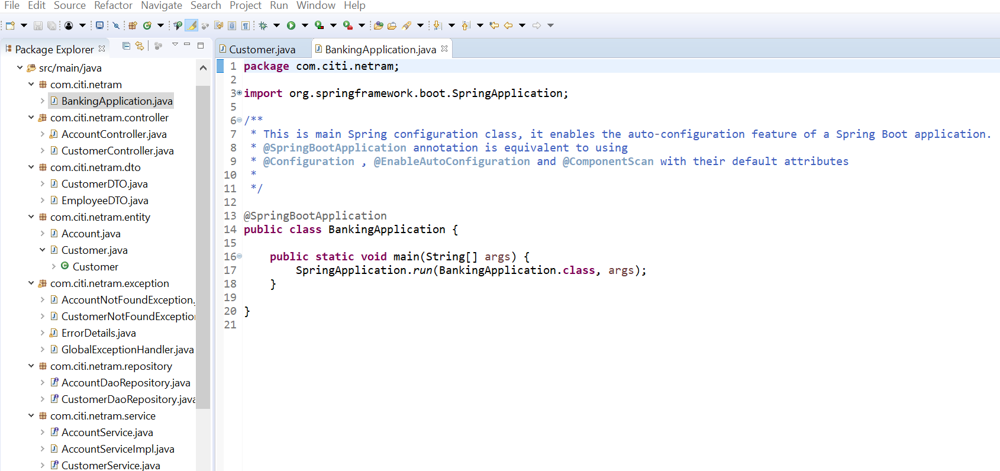 File Edit Source Refactor Navigate Search Project Run Window Help
Package Explorer
src/main/java
com.citi.netram
BankingApplication.java
com.citi.netram.controller
AccountController.java
CustomerController.java
com.citi.netram.dto
CustomerDTO.java
EmployeeDTO.java
com.citi.netram.entity
Account.java
Customer.java
Customer
com.citi.netram.exception
AccountNotFoundException.
CustomerNotFoundExceptio
ErrorDetails.java
GlobalExceptionHandler.java
com.citi.netram.repository
AccountDaoRepository.java
CustomerDaoRepository.java
com.citi.netram.service
AccountService.java
AccountServiceImpl.java
CustomerService.java
Customer.java BankingApplication.java
1 package com.citi.netram;
2
3 import org.springframework.boot.SpringApplication;
5
6 /**
7 * This is main Spring configuration class, it enables the auto-configuration feature of a Spring Boot application.
8 * @SpringBootApplication annotation is equivalent to using
9 * @Configuration , @EnableAutoConfiguration and @ComponentScan with their default attributes
10 *
11 */
12
13 @SpringBootApplication
14 public class BankingApplication {
15
16 public static void main(String[] args) {
17 SpringApplication.run(BankingApplication.class, args);
18 }
19
20 }
21